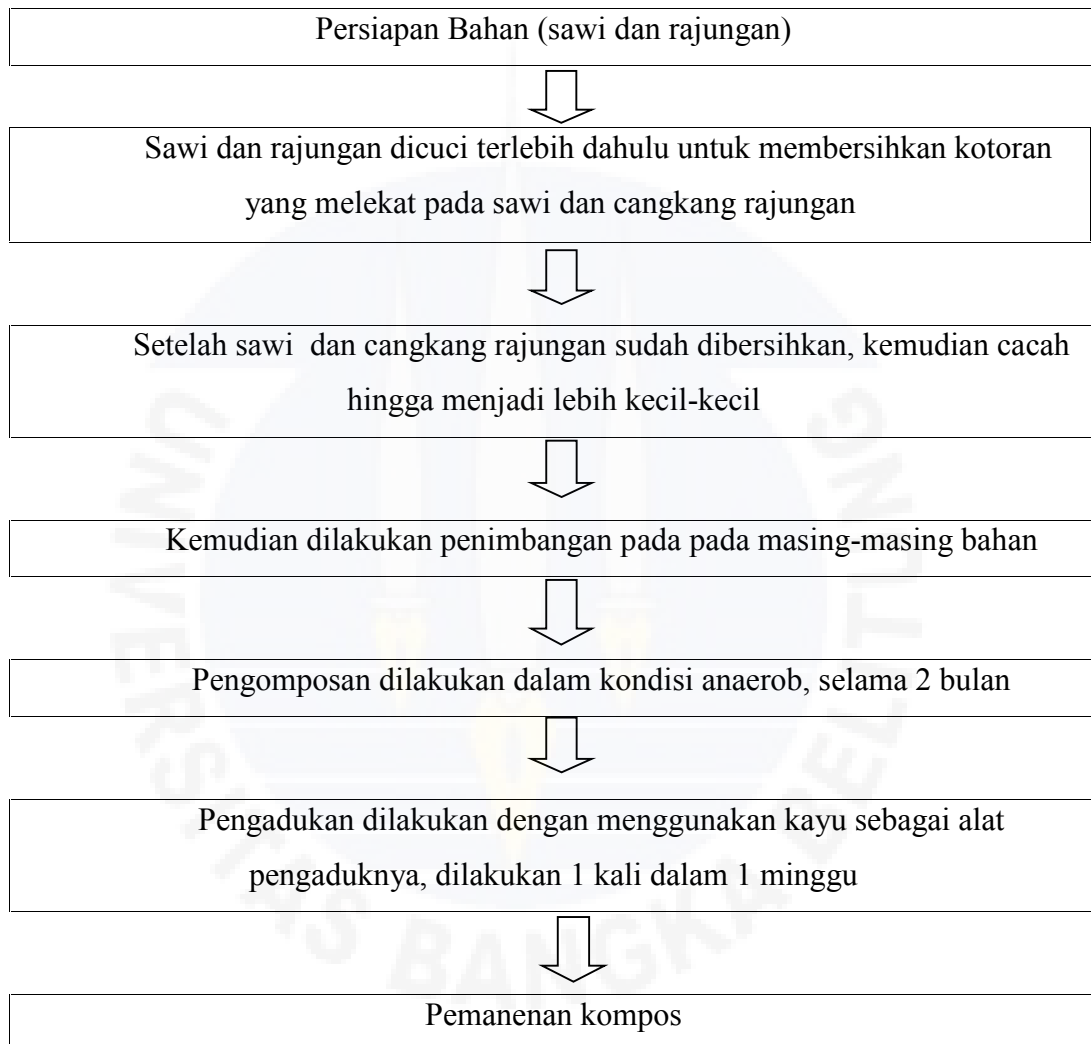 Persiapan Bahan (sawi dan rajungan)
Sawi dan rajungan dicuci terlebih dahulu untuk membersihkan kotoran
yang melekat pada sawi dan cangkang rajungan
Setelah sawi dan cangkang rajungan sudah dibersihkan, kemudian cacah
hingga menjadi lebih kecil-kecil
Kemudian dilakukan penimbangan pada pada masing-masing bahan
Pengomposan dilakukan dalam kondisi anaerob, selama 2 bulan
Pengadukan dilakukan dengan menggunakan kayu sebagai alat
pengaduknya, dilakukan 1 kali dalam 1 minggu
Pemanenan kompos
UNIVERSITAS BANGKA BELITUNG